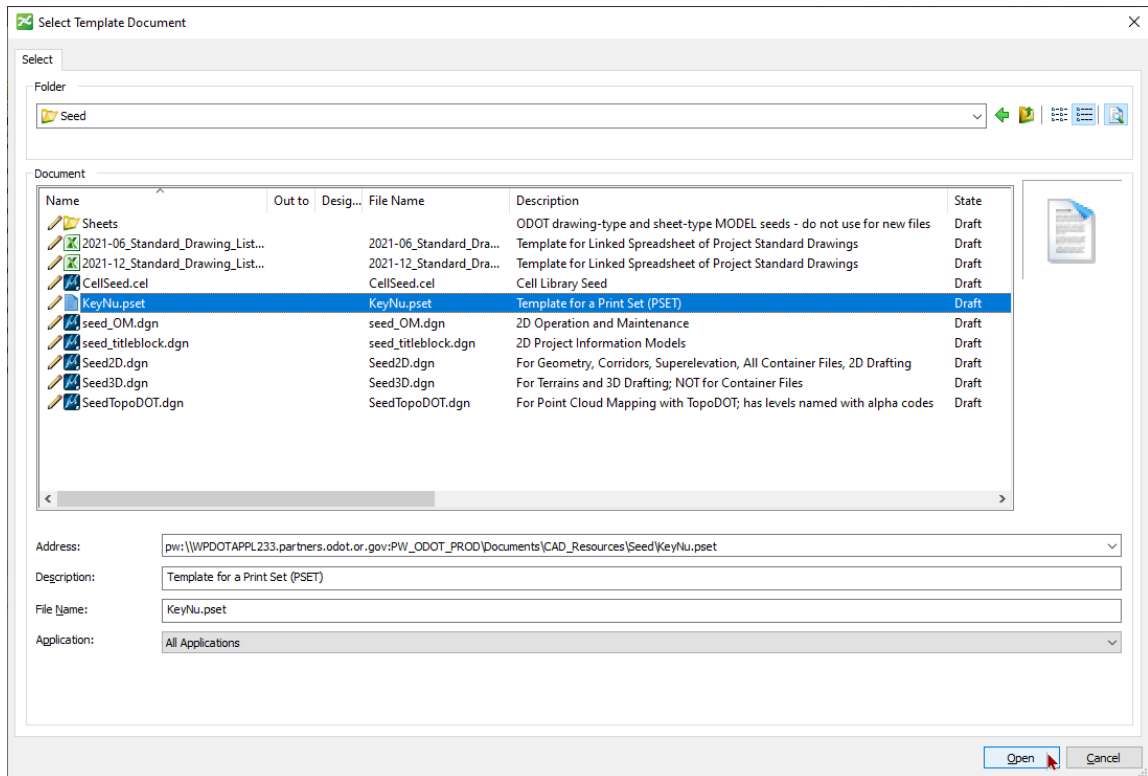 Select Template Document
Select
Folder
Seed
Document
Name Out to Desig... File Name Description State
Sheets ODOT drawing-type and sheet-type MODEL seeds - do not use for new files Draft
2021-06_Standard_Drawing_List... 2021-06_Standard_Dra... Template for Linked Spreadsheet of Project Standard Drawings Draft
2021-12_Standard_Drawing_List... 2021-12_Standard_Dra... Template for Linked Spreadsheet of Project Standard Drawings Draft
CellSeed.cel CellSeed.cel Cell Library Seed Draft
KeyNu.pset KeyNu.pset Template for a Print Set (PSET) Draft
seed_OM.dgn seed_OM.dgn 2D Operation and Maintenance Draft
seed_titleblock.dgn seed_titleblock.dgn 2D Project Information Models Draft
Seed2D.dgn Seed2D.dgn For Geometry, Corridors, Superelevation, All Container Files, 2D Drafting Draft
Seed3D.dgn Seed3D.dgn For Terrains and 3D Drafting; NOT for Container Files Draft
SeedTopoDOT.dgn SeedTopoDOT.dgn For Point Cloud Mapping with TopoDOT; has levels named with alpha codes Draft
Address: pw:\\WPDOTAPPL233.partners.odot.or.gov:PW_ODOT_PROD\Documents\CAD_Resources\Seed\KeyNu.pset
Description: Template for a Print Set (PSET)
File Name: KeyNu.pset
Application: All Applications
Open Cancel